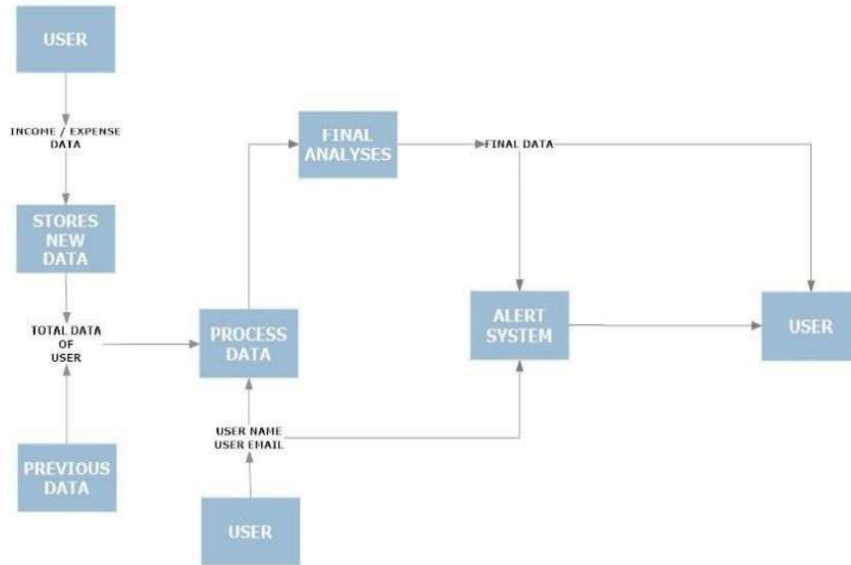 USER
INCOME / EXPENSE
DATA
FINAL
ANALYSES
FINAL DATA
STORES
NEW
DATA
TOTAL DATA
OF
USER
PROCESS
DATA
ALERT
SYSTEM
USER
USER NAME
USER EMAIL
PREVIOUS
DATA
USER